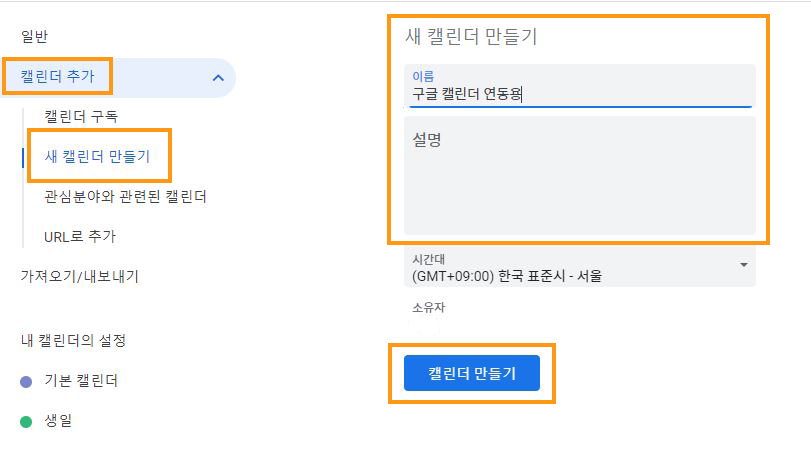 일반
캘린더 추가
캘린더 구독
새 캘린더 만들기
관심분야와 관련된 캘린더
URL로 추가
가져오기/내보내기
내 캘린더의 설정
기본 캘린더
생일
새 캘린더 만들기
이름
구글 캘린더 연동용
설명
시간대
(GMT+09:00) 한국 표준시 - 서울
소유자
캘린더 만들기